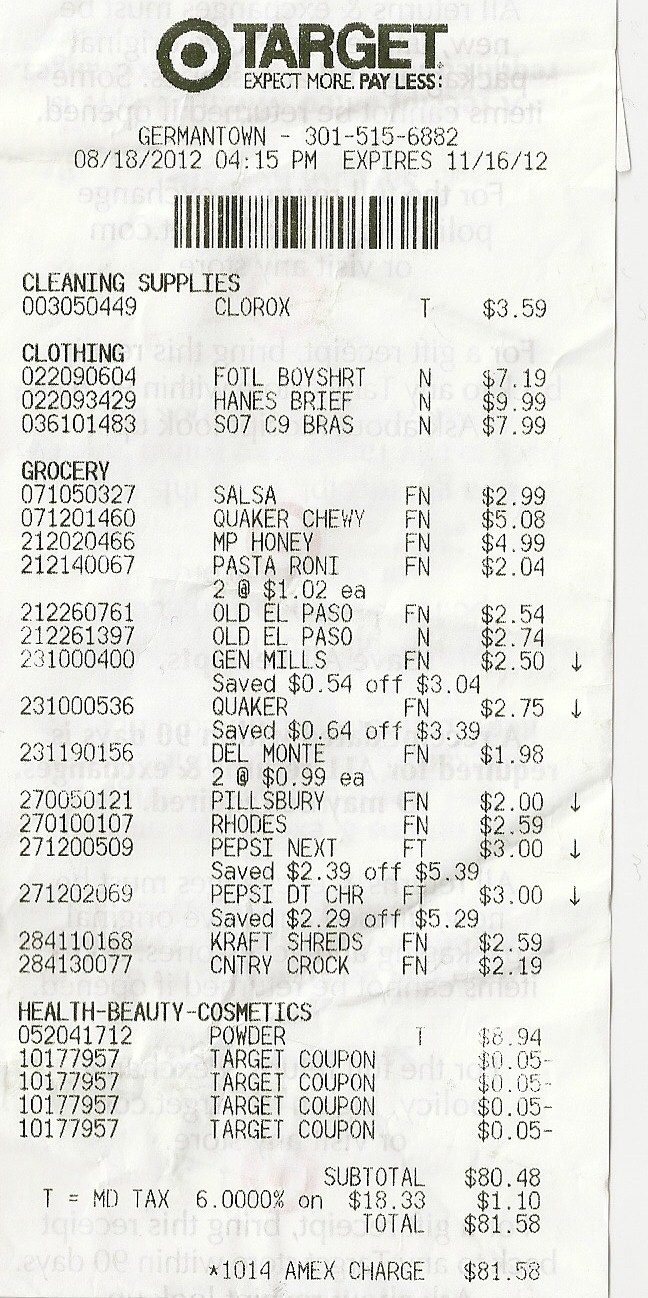 TARGET
EXPECT MORE. PAY LESS.
GERMANTOWN - 301-515-6882
08/18/2012 04:15 PM EXPIRES 11/16/12
CLEANING SUPPLIES
003050449 CLOROX T $3.59
CLOTHING
022090604 FOTL BOYSHRT N $7.19
022093429 HANES BRIEF N $9.99
036101483 S07 C9 BRAS N $7.99
GROCERY
071050327 SALSA FN $2.99
071201460 QUAKER CHEWY FN $5.08
212020466 MP HONEY FN $4.99
212140067 PASTA RONI FN $2.04
2 @ $1.02 ea
212260761 OLD EL PASO FN $2.54
212261397 OLD EL PASO N $2.74
231000400 GEN MILLS FN $2.50 ↓
Saved $0.54 off $3.04
231000536 QUAKER FN $2.75 ↓
Saved $0.64 off $3.39
231190156 DEL MONTE FN $1.98
2 @ $0.99 ea
270050121 PILLSBURY FN $2.00 ↓
270100107 RHODES FN $2.59
271200509 PEPSI NEXT FT $3.00 ↓
Saved $2.39 off $5.39
271202069 PEPSI DT CHR FT $3.00 ↓
Saved $2.29 off $5.29
284110168 KRAFT SHREDS FN $2.59
284130077 CNTRY CROCK FN $2.19
HEALTH-BEAUTY-COSMETICS
052041712 POWDER T $8.94
10177957 TARGET COUPON $0.05-
10177957 TARGET COUPON $0.05-
10177957 TARGET COUPON $0.05-
10177957 TARGET COUPON $0.05-
SUBTOTAL $80.48
T = MD TAX 6.0000% on $18.33 $1.10
TOTAL $81.58
*1014 AMEX CHARGE $81.58